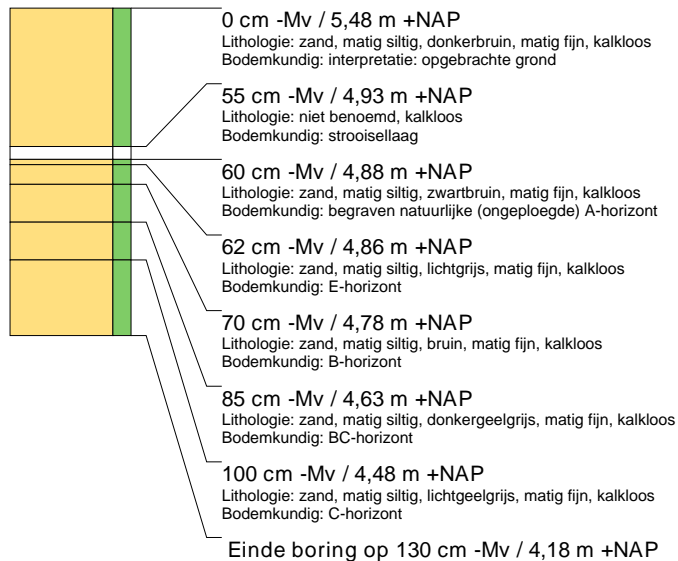 0 cm -Mv / 5,48 m +NAP
Lithologie: zand, matig siltig, donkerbruin, matig fijn, kalkloos
Bodemkundig: interpretatie: opgebrachte grond
55 cm -Mv / 4,93 m +NAP
Lithologie: niet benoemd, kalkloos
Bodemkundig: strooisellaag
60 cm -Mv / 4,88 m +NAP
Lithologie: zand, matig siltig, zwartbruin, matig fijn, kalkloos
Bodemkundig: begraven natuurlijke (ongeploegde) A-horizont
62 cm -Mv / 4,86 m +NAP
Lithologie: zand, matig siltig, lichtgrijs, matig fijn, kalkloos
Bodemkundig: E-horizont
70 cm -Mv / 4,78 m +NAP
Lithologie: zand, matig siltig, bruin, matig fijn, kalkloos
Bodemkundig: B-horizont
85 cm -Mv / 4,63 m +NAP
Lithologie: zand, matig siltig, donkergeelgrijs, matig fijn, kalkloos
Bodemkundig: BC-horizont
100 cm -Mv / 4,48 m +NAP
Lithologie: zand, matig siltig, lichtgeelgrijs, matig fijn, kalkloos
Bodemkundig: C-horizont
Einde boring op 130 cm -Mv / 4,18 m +NAP